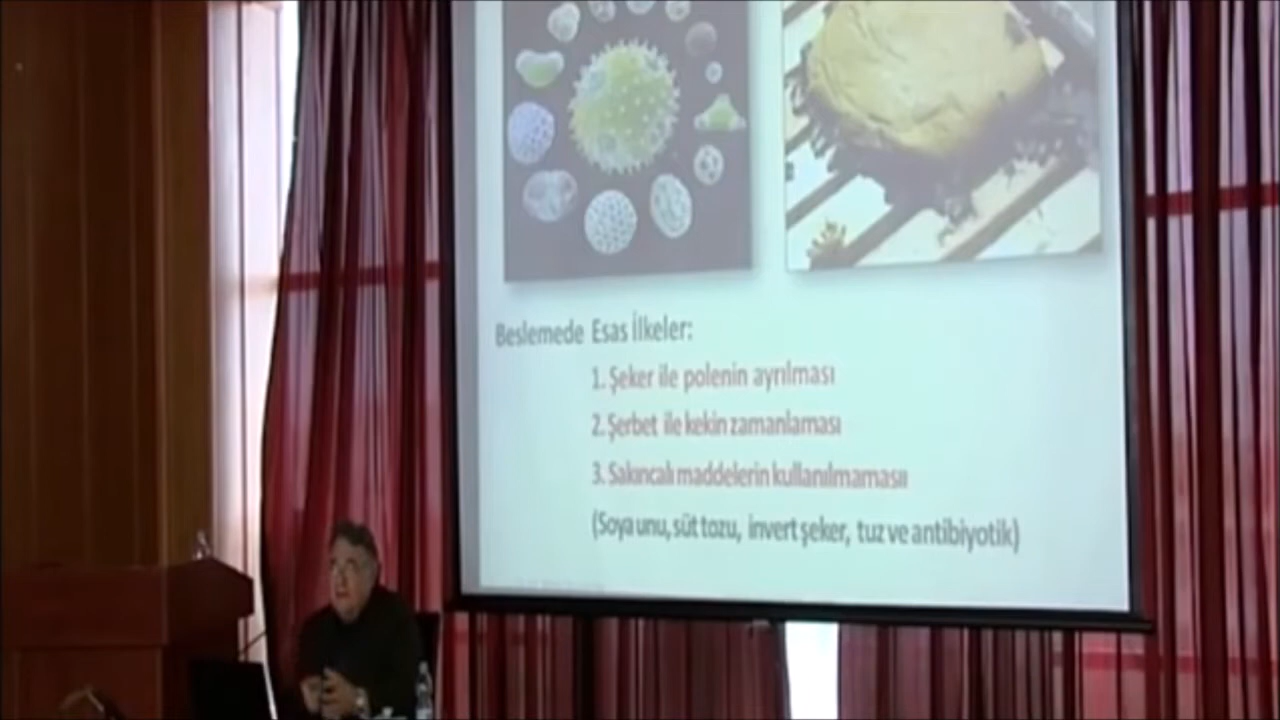 Beslemede Esas İlkeler:
1. Şeker ile polenin ayrılması
2. Şerbet ile kekin zamanlaması
3. Sakıncalı maddelerin kullanılmamasıı
(Soya unu, süt tozu, invert şeker, tuz ve antibiyotik)